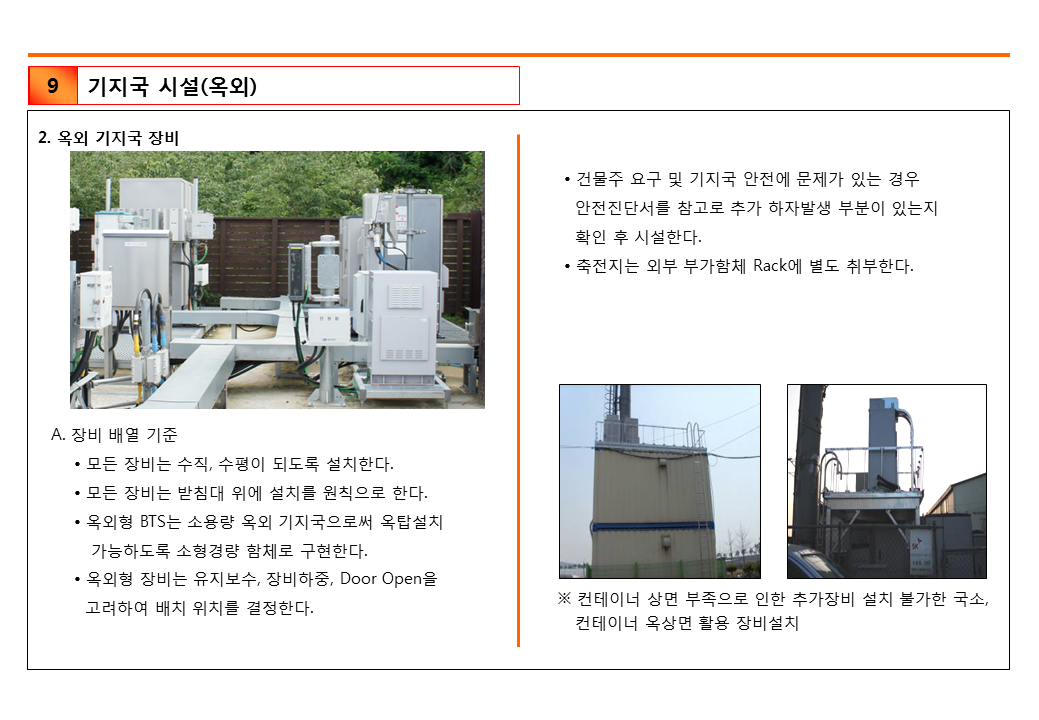 9
기지국 시설(옥외)
2. 옥외 기지국 장비
A. 장비 배열 기준
• 모든 장비는 수직, 수평이 되도록 설치한다.
• 모든 장비는 받침대 위에 설치를 원칙으로 한다.
• 옥외형 BTS는 소용량 옥외 기지국으로써 옥탑설치
가능하도록 소형경량 함체로 구현한다.
• 옥외형 장비는 유지보수, 장비하중, Door Open을
고려하여 배치 위치를 결정한다.
• 건물주 요구 및 기지국 안전에 문제가 있는 경우
안전진단서를 참고로 추가 하자발생 부분이 있는지
확인 후 시설한다.
• 축전지는 외부 부가함체 Rack에 별도 취부한다.
SK
※ 컨테이너 상면 부족으로 인한 추가장비 설치 불가한 국소,
컨테이너 옥상면 활용 장비설치